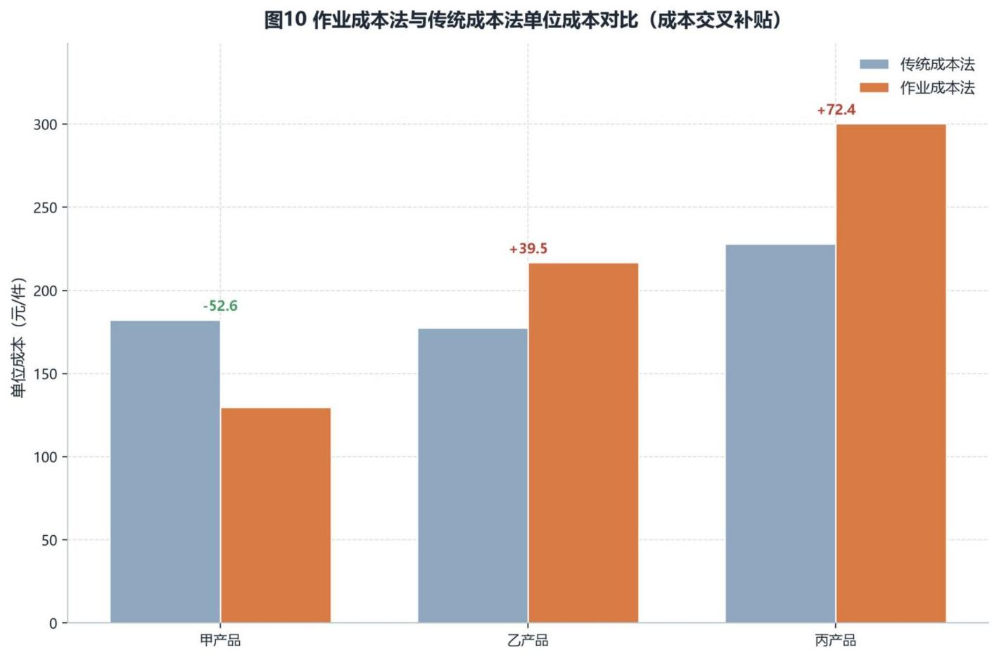 图10 作业成本法与传统成本法单位成本对比（成本交叉补贴）
传统成本法
作业成本法
+72.4
300
250
+39.5
-52.6
200
150
100
50
0
单位成本（元/件）
甲产品
乙产品
丙产品